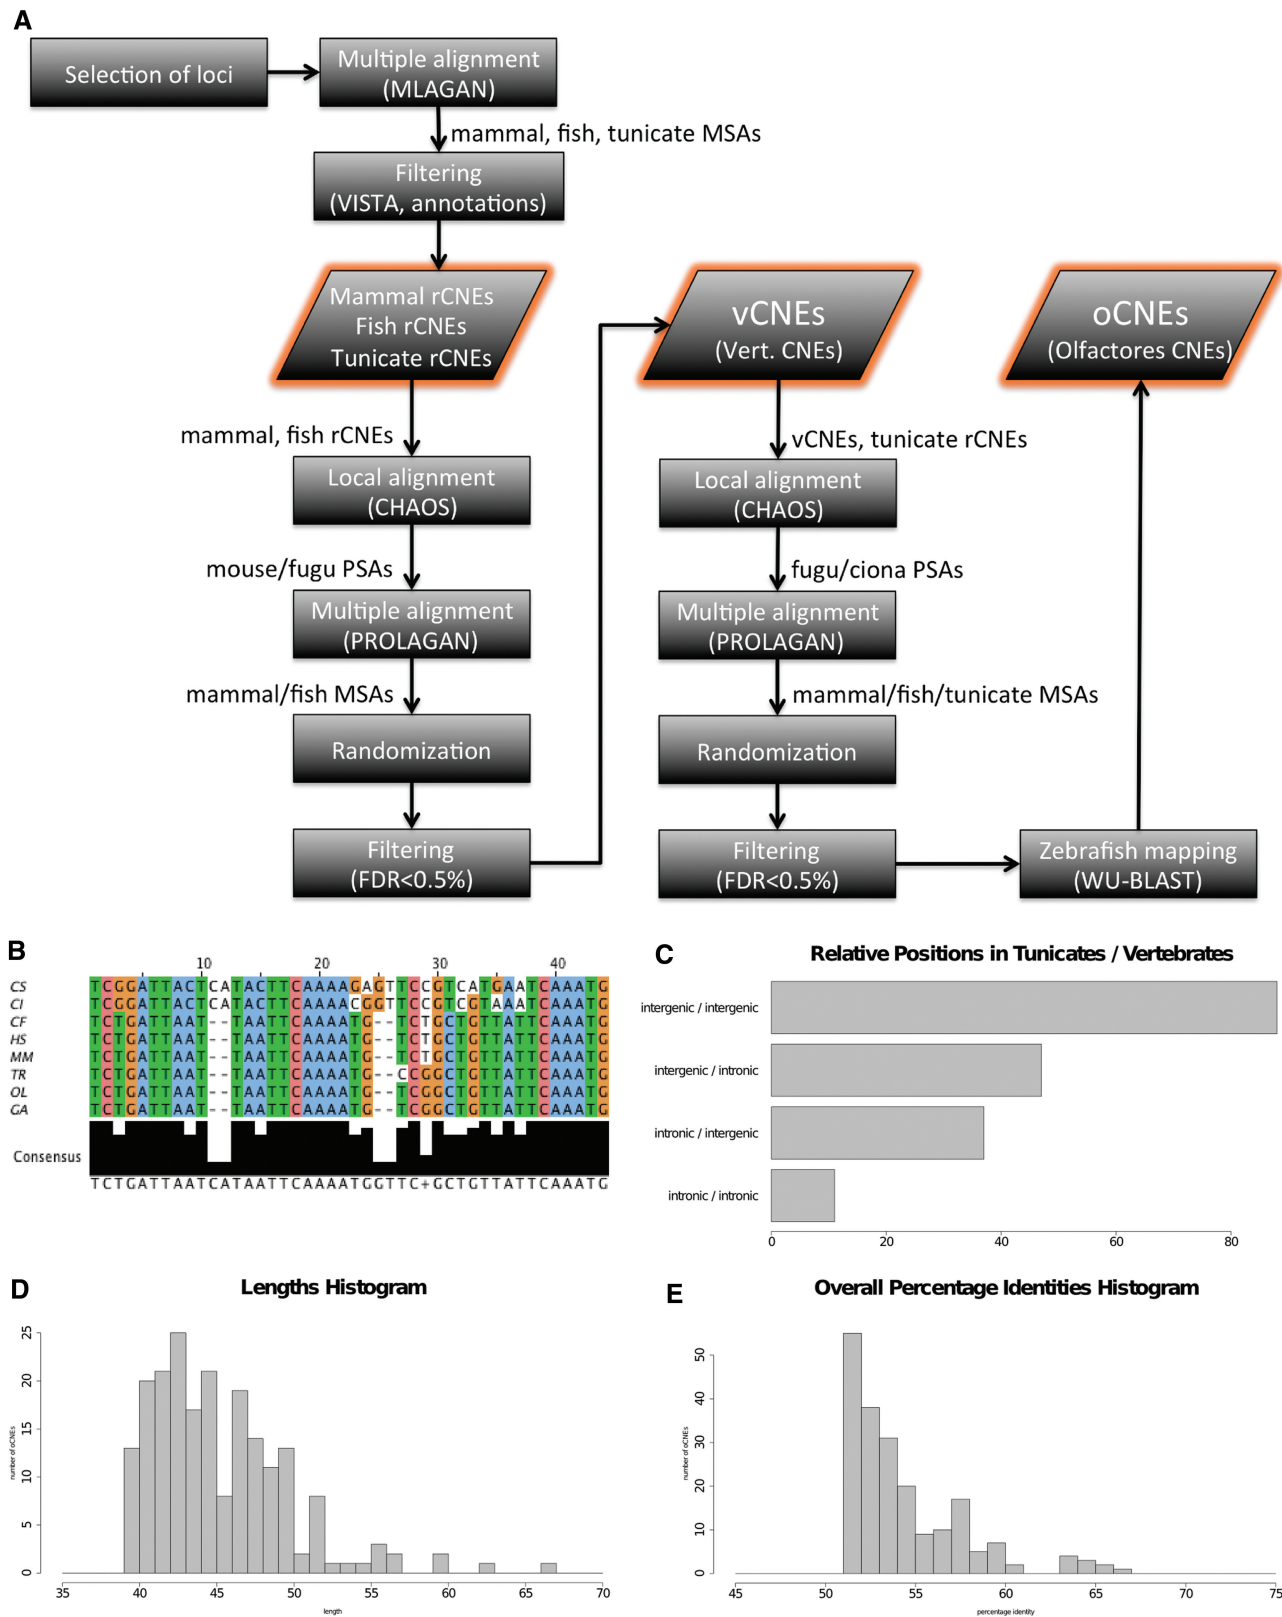 A
Selection of loci
Multiple alignment
(MLAGAN)
mammal, fish, tunicate MSAs
Filtering
(VISTA, annotations)
Mammal rCNEs
Fish rCNEs
Tunicate rCNEs
mammal, fish rCNEs
Local alignment
(CHAOS)
mouse/fugu PSAs
Multiple alignment
(PROLAGAN)
mammal/fish MSAs
Randomization
Filtering
(FDR<0.5%)
vCNEs
(Vert. CNEs)
vCNEs, tunicate rCNEs
Local alignment
(CHAOS)
fugu/ciona PSAs
Multiple alignment
(PROLAGAN)
mammal/fish/tunicate MSAs
Randomization
Filtering
(FDR<0.5%)
Zebrafish mapping
(WU-BLAST)
oCNEs
(Olfactores CNEs)
B
10 20 30 40
CS TCGGATTACTCATACTTCAAAAGAGTTCCGTCATGAATCAAATG
CI TCGGATTACTCATACTTCAAAACGGTTCCGTCGTAAATCAAATG
CF TCTGATTAAT--TAATTCAAAATG--TCTGCTGTTATTCAAATG
HS TCTGATTAAT--TAATTCAAAATG--TCTGCTGTTATTCAAATG
MM TCTGATTAAT--TAATTCAAAATG--TCTGCTGTTATTCAAATG
TR TCTGATTAAT--TAATTCAAAATG--CCGGCTGTTATTCAAATG
OL TCTGATTAAT--TAATTCAAAATG--TCGGCTGTTATTCAAATG
GA TCTGATTAAT--TAATTCAAAATG--TCGGCTGTTATTCAAATG
Consensus
TCTGATTAATCATAATTCAAAATGGTTC+GCTGTTATTCAAATG
C
Relative Positions in Tunicates / Vertebrates
intergenic / intergenic
intergenic / intronic
intronic / intergenic
intronic / intronic
0 20 40 60 80
D
Lengths Histogram
number of oCNEs
25
20
15
10
5
0
35 40 45 50 55 60 65 70
length
E
Overall Percentage Identities Histogram
number of oCNEs
50
40
30
20
10
0
45 50 55 60 65 70 75
percentage identity